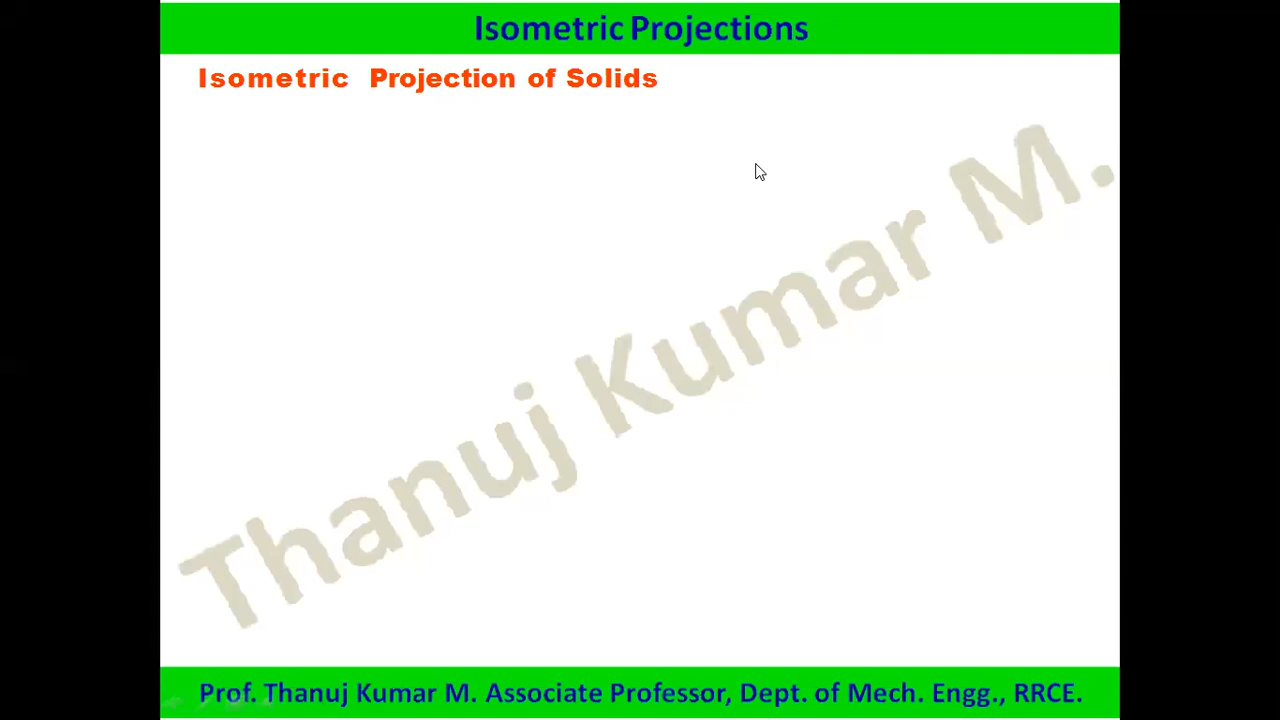 Isometric Projections
Isometric Projection of Solids
Thanuj Kumar M.
Prof. Thanuj Kumar M. Associate Professor, Dept. of Mech. Engg., RRCE.